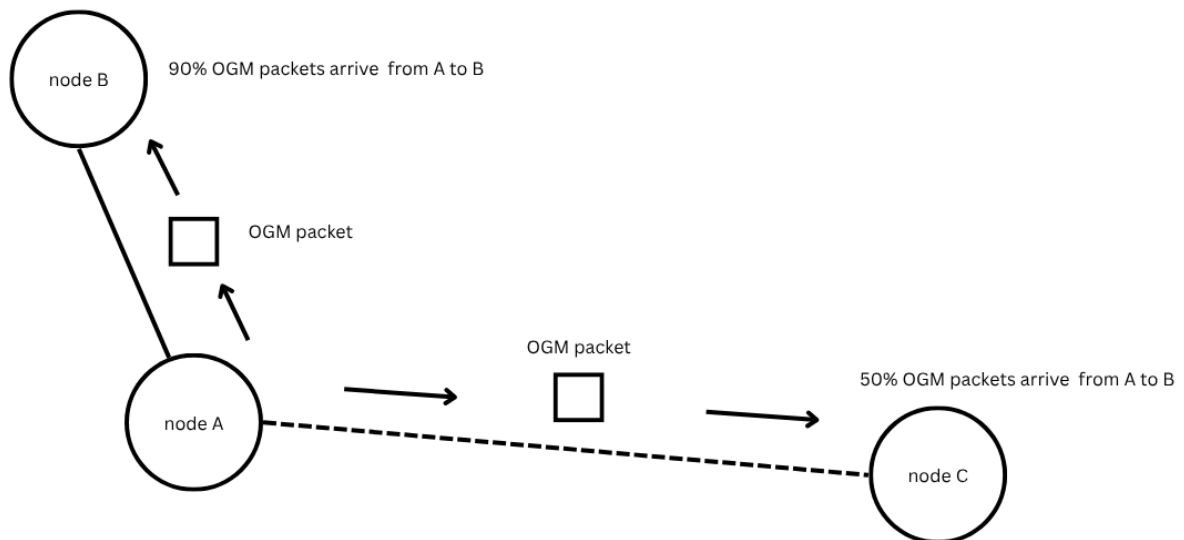 node B
90% OGM packets arrive from A to B
OGM packet
OGM packet
50% OGM packets arrive from A to B
node A
node C